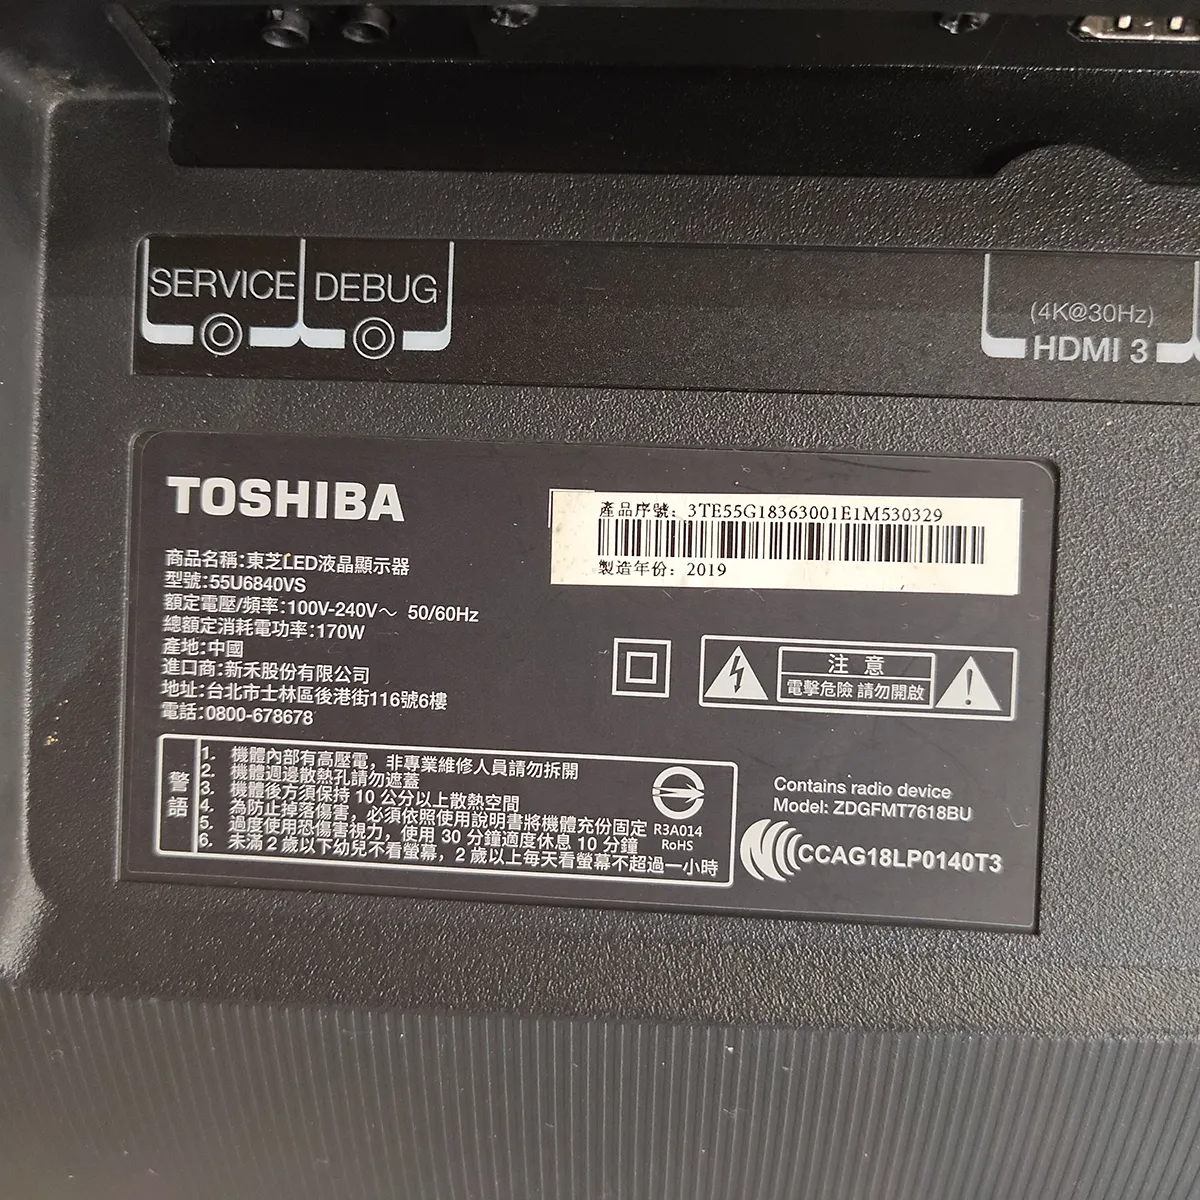 SERVICE DEBUG
(4K@30Hz)
HDMI 3
TOSHIBA
產品序號: 3TE55G18363001E1M530329
製造年份: 2019
商品名稱:東芝LED液晶顯示器
型號:55U6840VS
額定電壓/頻率:100V-240V～ 50/60Hz
總額定消耗電功率:170W
產地:中國
進口商:新禾股份有限公司
地址:台北市士林區後港街116號6樓
電話:0800-678678
注 意
電擊危險 請勿開啟
警語
1. 機體內部有高壓電，非專業維修人員請勿拆開
2. 機體週邊散熱孔請勿遮蓋
3. 機體後方須保持 10 公分以上散熱空間
4. 為防止掉落傷害，必須依照使用說明書將機體充份固定
5. 過度使用恐傷害視力，使用 30 分鐘適度休息 10 分鐘
6. 未滿 2 歲以下幼兒不看螢幕，2 歲以上每天看螢幕不超過一小時
R3A014
RoHS
Contains radio device
Model: ZDGFMT7618BU
CCAG18LP0140T3